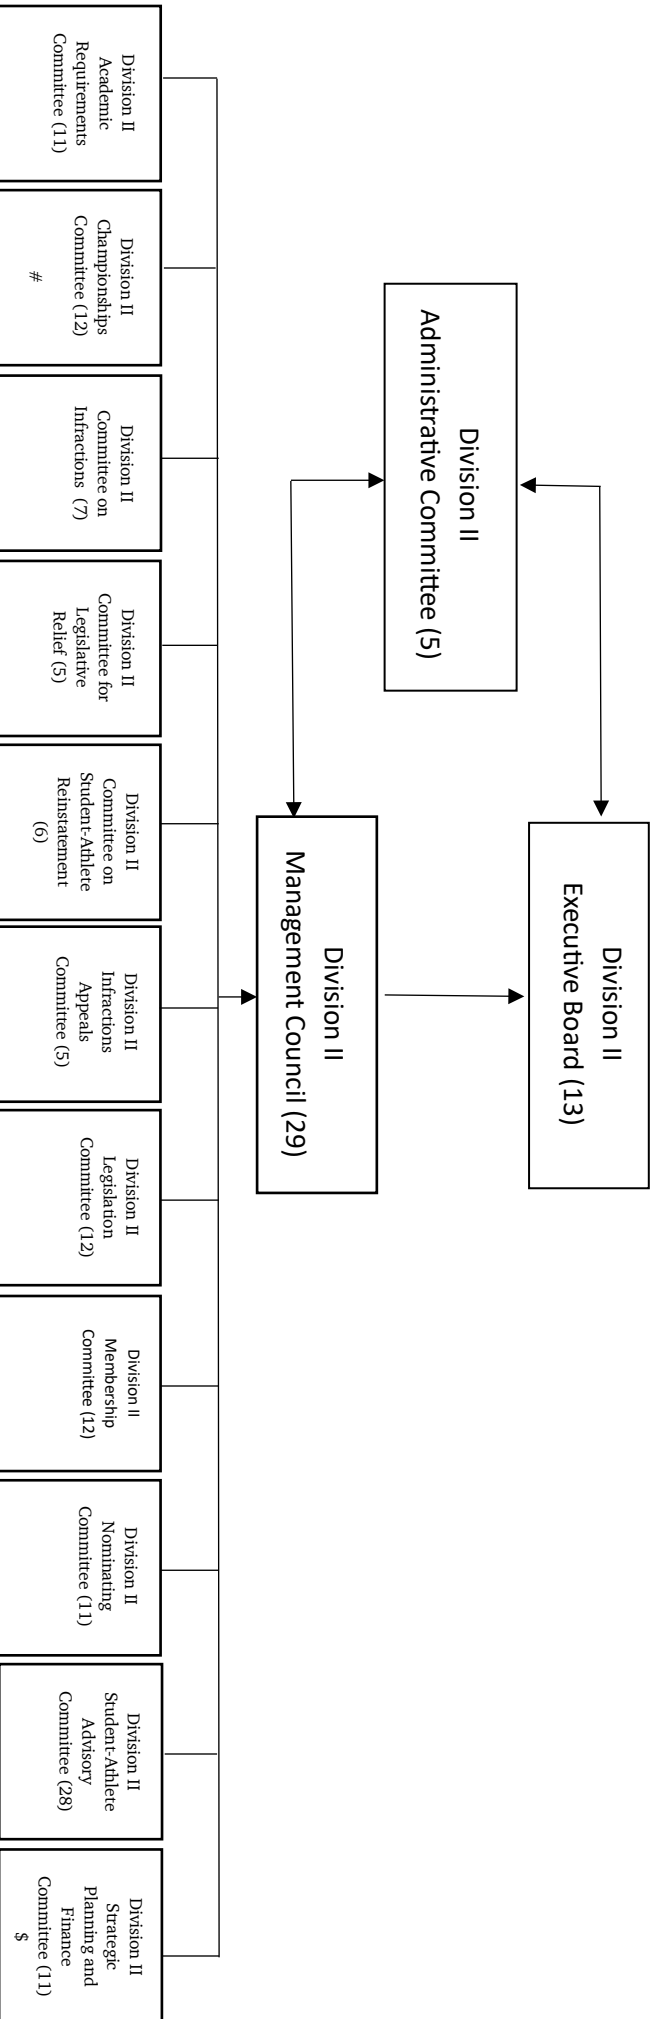 Division II
Executive Board (13)
Division II
Administrative Committee (5)
Division II
Management Council (29)
Division II
Academic
Requirements
Committee (11)
Division II
Championships
Committee (12)
#
Division II
Committee on
Infractions (7)
Division II
Committee for
Legislative
Relief (5)
Division II
Committee on
Student-Athlete
Reinstatement
(6)
Division II
Infractions
Appeals
Committee (5)
Division II
Legislation
Committee (12)
Division II
Membership
Committee (12)
Division II
Nominating
Committee (11)
Division II
Student-Athlete
Advisory
Committee (28)
Division II
Strategic
Planning and
Finance
Committee (11)
$